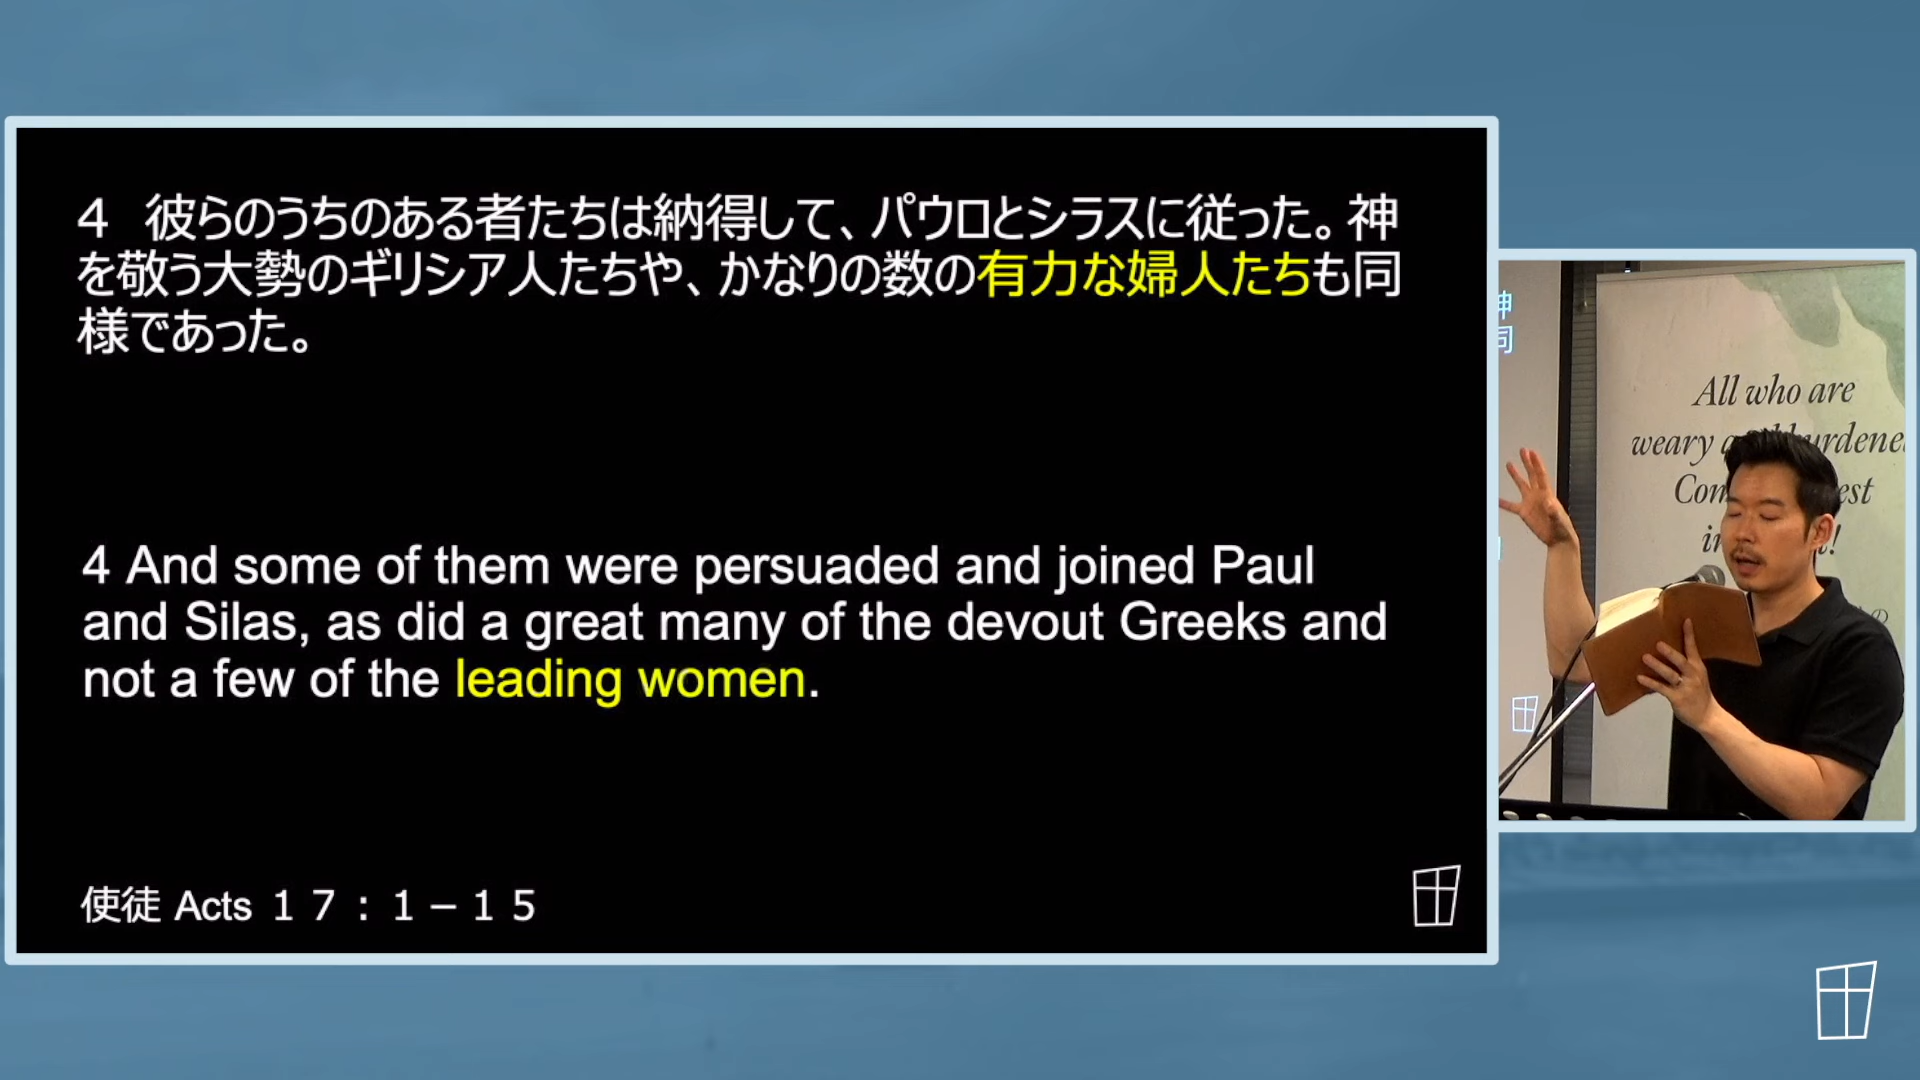 4 彼らのうちのある者たちは納得して、パウロとシラスに従った。神
を敬う大勢のギリシア人たちや、かなりの数の有力な婦人たちも同
様であった。
4 And some of them were persuaded and joined Paul
and Silas, as did a great many of the devout Greeks and
not a few of the leading women.
使徒 Acts 17:1–15
神
同
All who are
weary